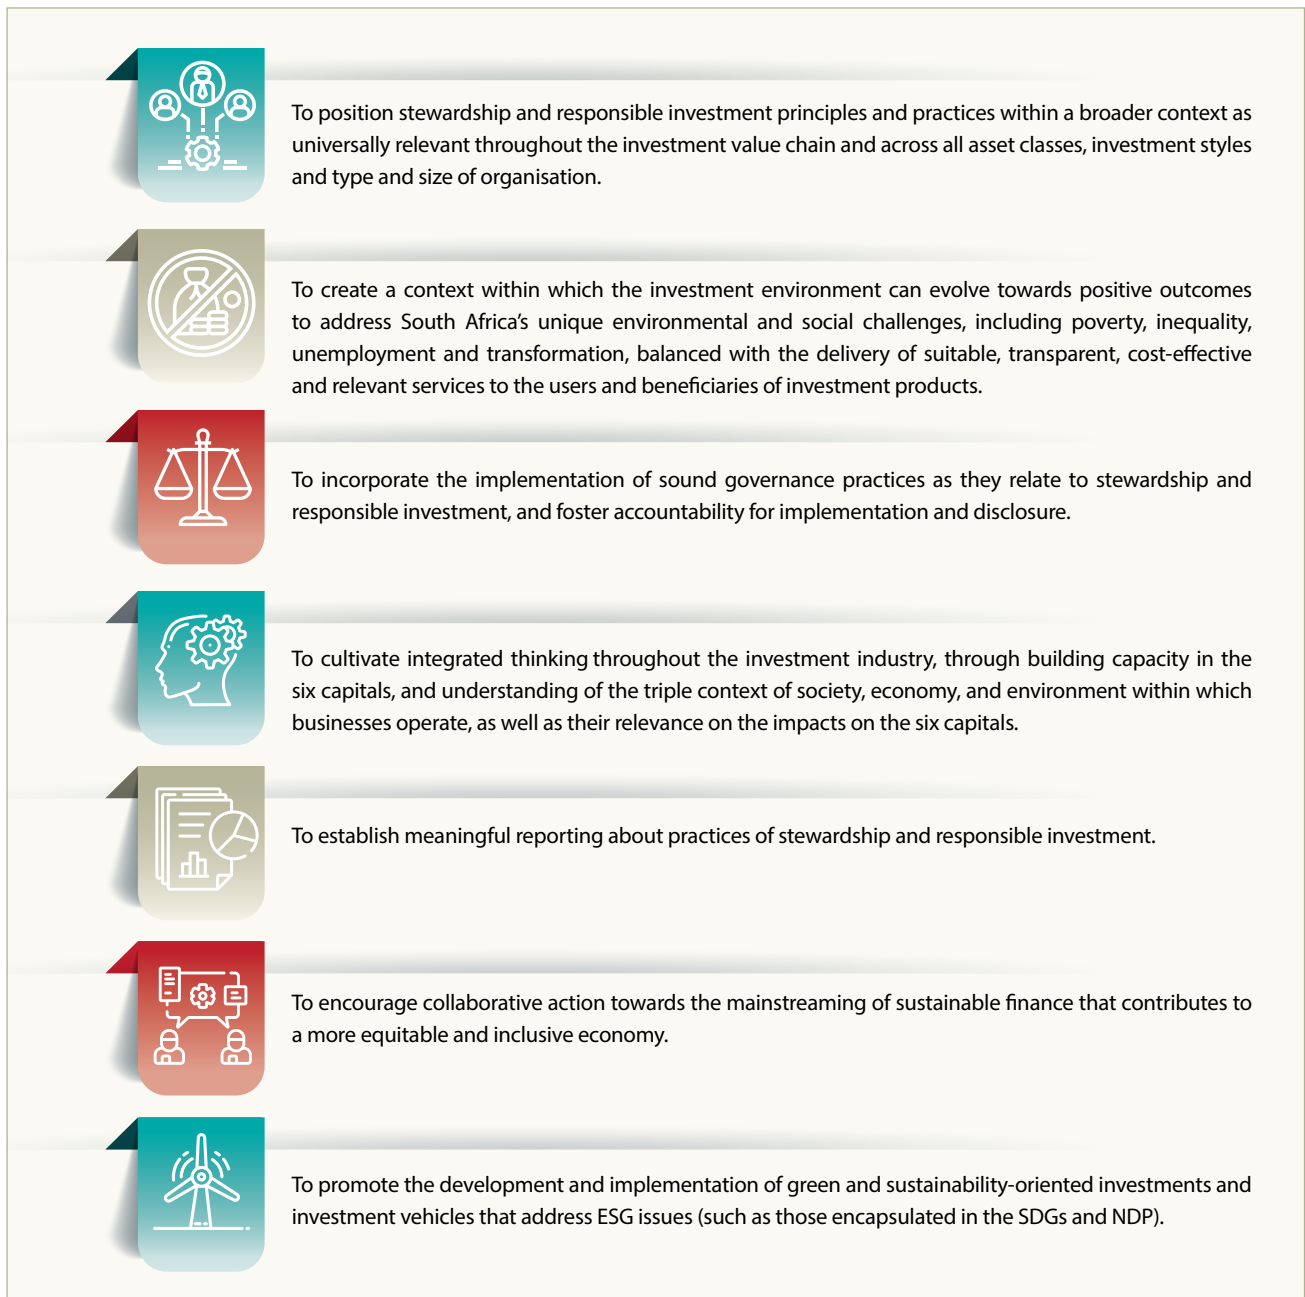 To position stewardship and responsible investment principles and practices within a broader context as
universally relevant throughout the investment value chain and across all asset classes, investment styles
and type and size of organisation.
To create a context within which the investment environment can evolve towards positive outcomes
to address South Africa's unique environmental and social challenges, including poverty, inequality,
unemployment and transformation, balanced with the delivery of suitable, transparent, cost-effective
and relevant services to the users and beneficiaries of investment products.
To incorporate the implementation of sound governance practices as they relate to stewardship and
responsible investment, and foster accountability for implementation and disclosure.
To cultivate integrated thinking throughout the investment industry, through building capacity in the
six capitals, and understanding of the triple context of society, economy, and environment within which
businesses operate, as well as their relevance on the impacts on the six capitals.
To establish meaningful reporting about practices of stewardship and responsible investment.
To encourage collaborative action towards the mainstreaming of sustainable finance that contributes to
a more equitable and inclusive economy.
To promote the development and implementation of green and sustainability-oriented investments and
investment vehicles that address ESG issues (such as those encapsulated in the SDGs and NDP).